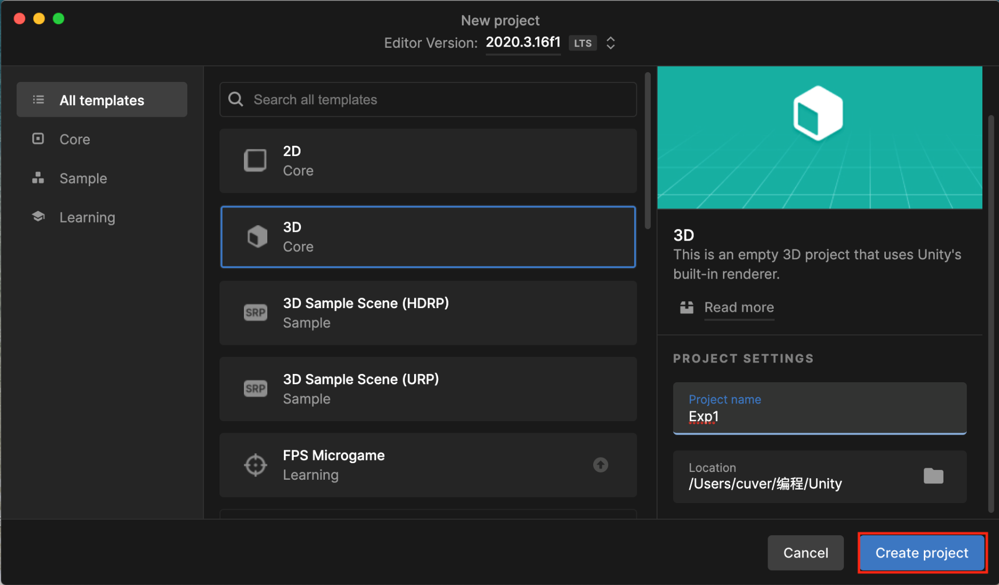 New project
Editor Version: 2020.3.16f1 LTS
All templates
Core
Sample
Learning
Search all templates
2D
Core
3D
Core
SRP
3D Sample Scene (HDRP)
Sample
SRP
3D Sample Scene (URP)
Sample
FPS Microgame
Learning
3D
This is an empty 3D project that uses Unity's
built-in renderer.
Read more
PROJECT SETTINGS
Project name
Exp1
Location
/Users/cuver/编程/Unity
Cancel
Create project